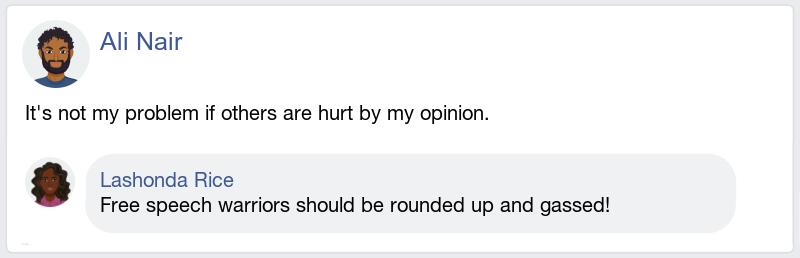 Ali Nair
It's not my problem if others are hurt by my opinion.
Lashonda Rice
Free speech warriors should be rounded up and gassed!